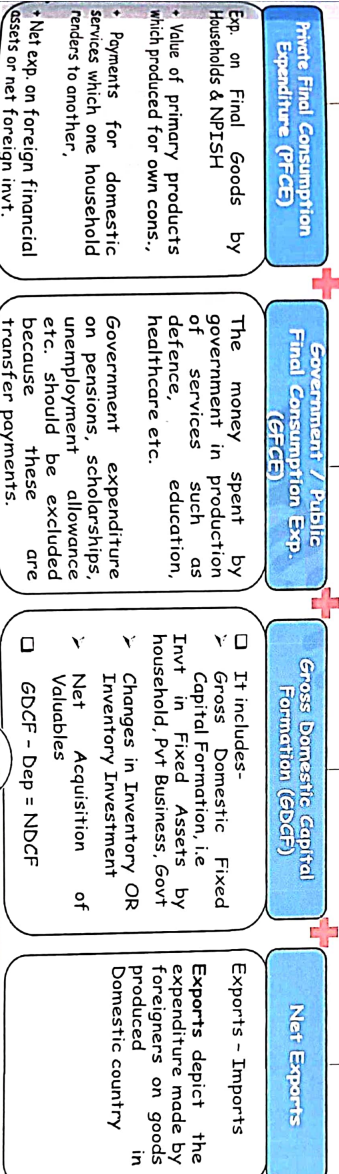 Private Final Consumption
Expenditure (PFCE)
Exp. on Final Goods by
Households & NPISH
+ Value of primary products
which produced for own cons.,
+ Payments for domestic
services which one household
renders to another,
+ Net exp. on foreign financial
assets or net foreign invt.
Government / Public
Final Consumption Exp.
(GFCE)
The money spent by
government in production
of services such as
defence, education,
healthcare etc.
Government expenditure
on pensions, scholarships,
unemployment allowance
etc. should be excluded
because these are
transfer payments.
Gross Domestic Capital
Formation (GDCF)
❑ It includes-
➢ Gross Domestic Fixed
Capital Formation, i.e
Invt in Fixed Assets by
household, Pvt Business, Govt
➢ Changes in Inventory OR
Inventory Investment
➢ Net Acquisition of
Valuables
❑ GDCF - Dep = NDCF
Net Exports
Exports - Imports
Exports depict the
expenditure made by
foreigners on goods
produced in
Domestic country